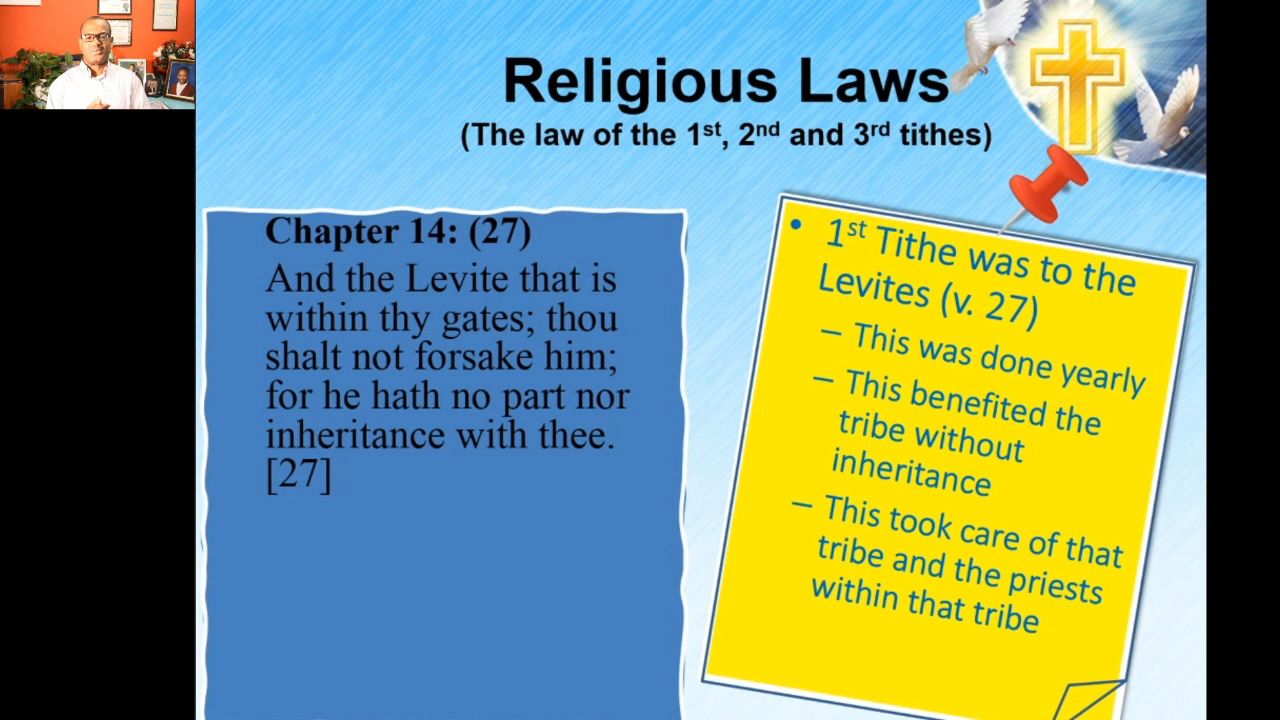 Religious Laws
(The law of the 1st, 2nd and 3rd tithes)
Chapter 14: (27)
And the Levite that is
within thy gates; thou
shalt not forsake him;
for he hath no part nor
inheritance with thee.
[27]
• 1st Tithe was to the
Levites (v. 27)
– This was done yearly
– This benefited the
tribe without
inheritance
– This took care of that
tribe and the priests
within that tribe